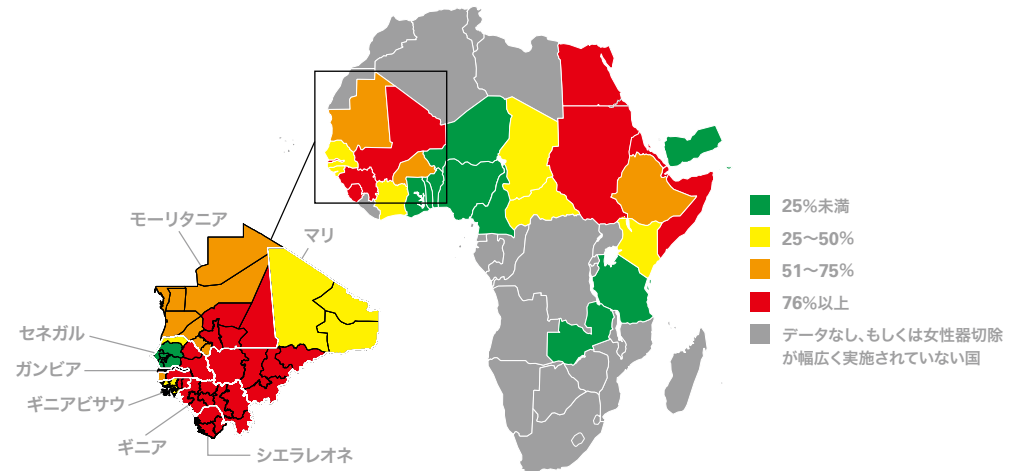 モーリタニア
マリ
セネガル
ガンビア
ギニアビサウ
ギニア
シエラレオネ
25%未満
25〜50%
51〜75%
76%以上
データなし、もしくは女性器切除
が幅広く実施されていない国